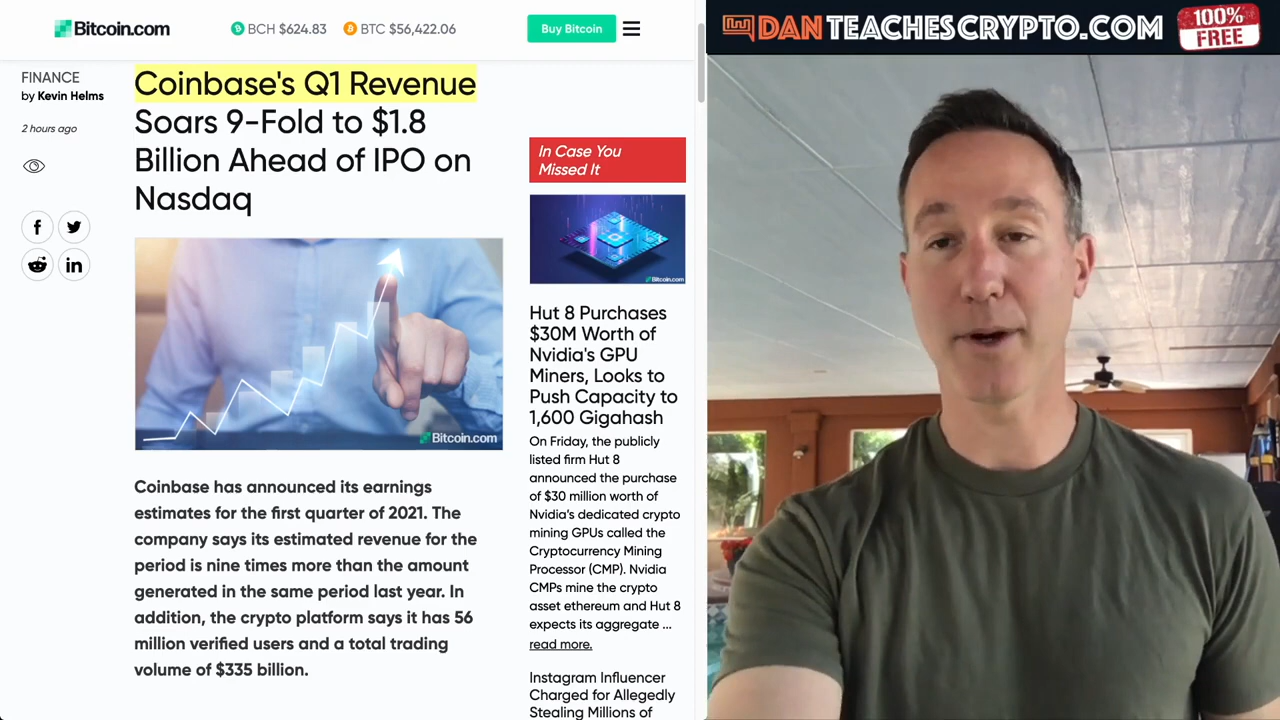 Bitcoin.com
BCH $624.83
BTC $56,422.06
Buy Bitcoin
FINANCE
by Kevin Helms
2 hours ago
Coinbase's Q1 Revenue
Soars 9-Fold to $1.8
Billion Ahead of IPO on
Nasdaq
Bitcoin.com
Coinbase has announced its earnings
estimates for the first quarter of 2021. The
company says its estimated revenue for the
period is nine times more than the amount
generated in the same period last year. In
addition, the crypto platform says it has 56
million verified users and a total trading
volume of $335 billion.
In Case You
Missed It
Bitcoin.com
Hut 8 Purchases
$30M Worth of
Nvidia's GPU
Miners, Looks to
Push Capacity to
1,600 Gigahash
On Friday, the publicly
listed firm Hut 8
announced the purchase
of $30 million worth of
Nvidia's dedicated crypto
mining GPUs called the
Cryptocurrency Mining
Processor (CMP). Nvidia
CMPs mine the crypto
asset ethereum and Hut 8
expects its aggregate ...
read more.
Instagram Influencer
Charged for Allegedly
Stealing Millions of
DANTEACHESCRYPTO.COM
100%
FREE